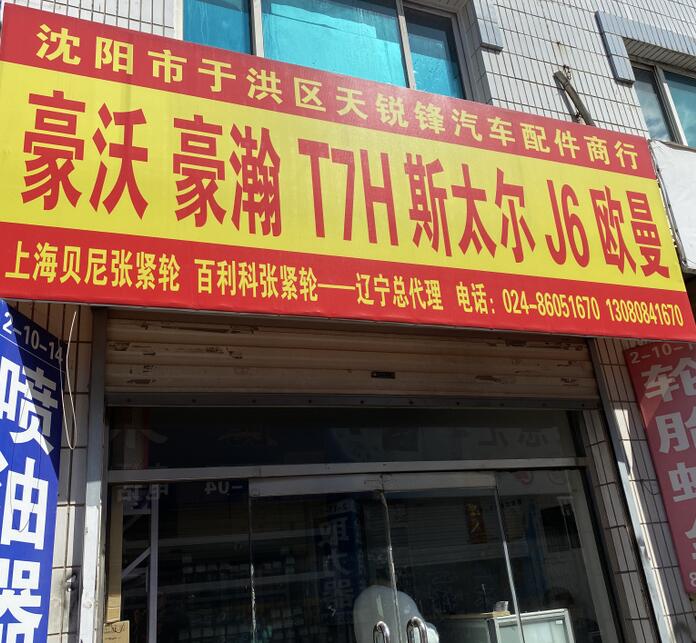 沈阳市于洪区天锐锋汽车配件商行
豪沃 豪瀚 T7H 斯太尔 J6 欧曼
上海贝尼张紧轮 百利科张紧轮——辽宁总代理 电话：024-86051670 13080841670
2-10-14
喷油器
2-10-1
轮胎